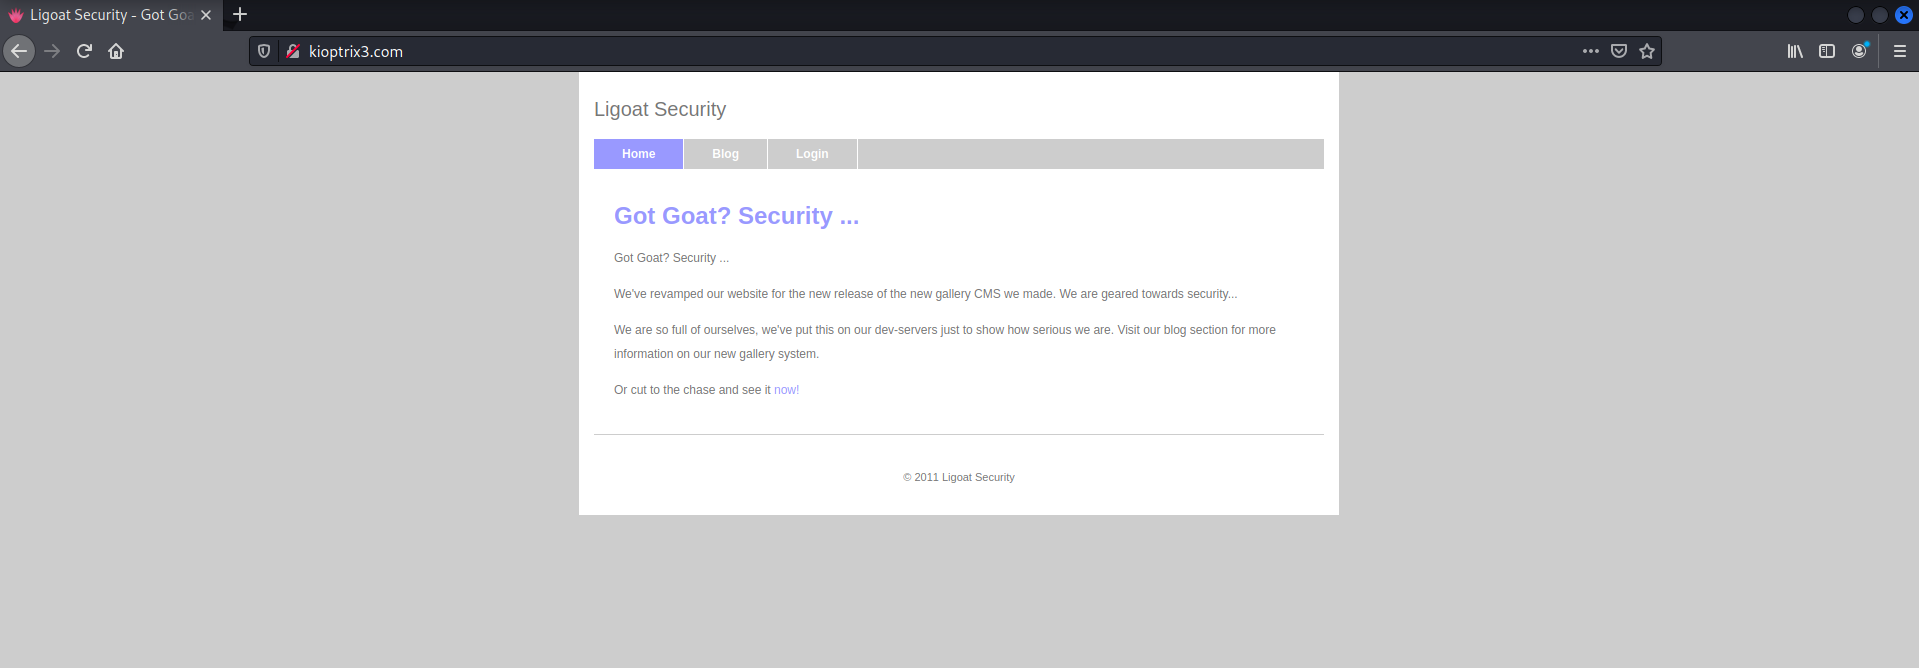 Ligoat Security - Got Goa
kioptrix3.com
Ligoat Security
Home Blog Login
Got Goat? Security ...
Got Goat? Security ...
We've revamped our website for the new release of the new gallery CMS we made. We are geared towards security...
We are so full of ourselves, we've put this on our dev-servers just to show how serious we are. Visit our blog section for more
information on our new gallery system.
Or cut to the chase and see it now!
© 2011 Ligoat Security